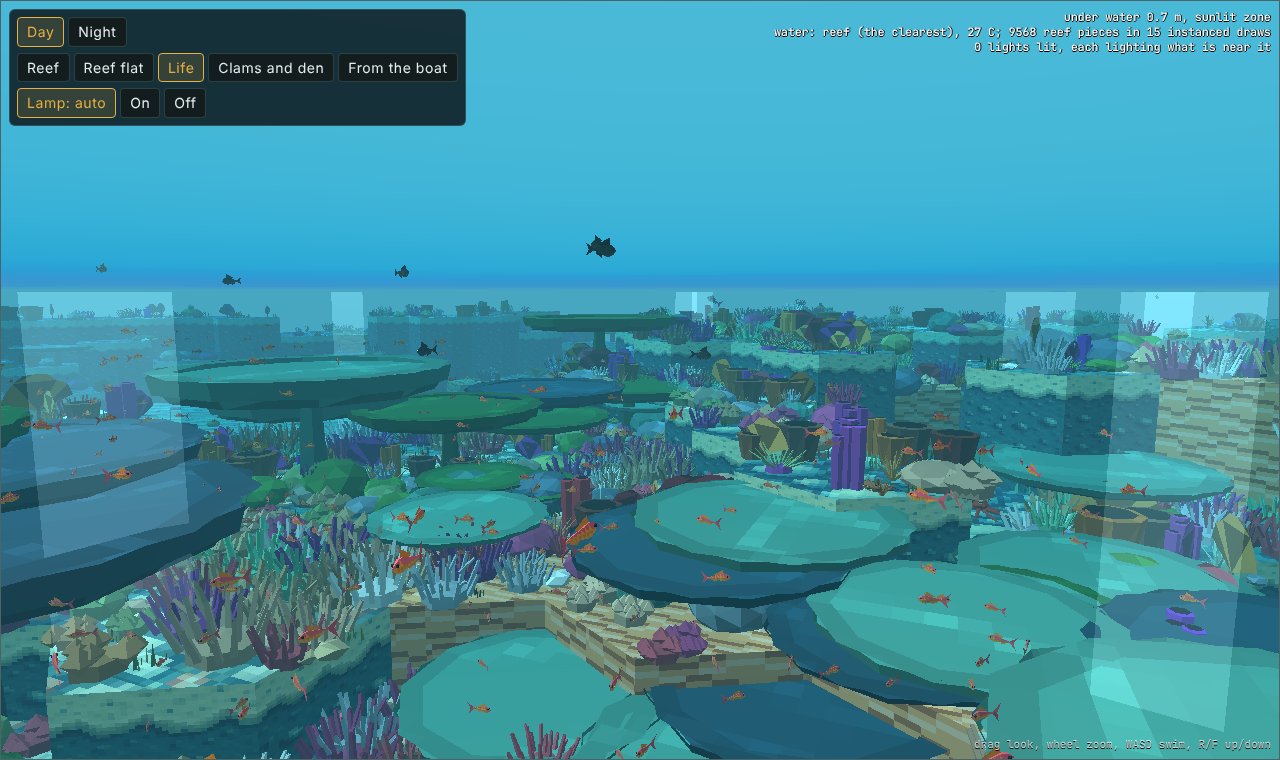 Day Night
Reef Reef flat Life Clams and den From the boat
Lamp: auto On Off
under water 0.7 m, sunlit zone
water: reef (the clearest), 27 C; 9568 reef pieces in 15 instanced draws
0 lights lit, each lighting what is near it
drag look, wheel zoom, WASD swim, R/F up/down